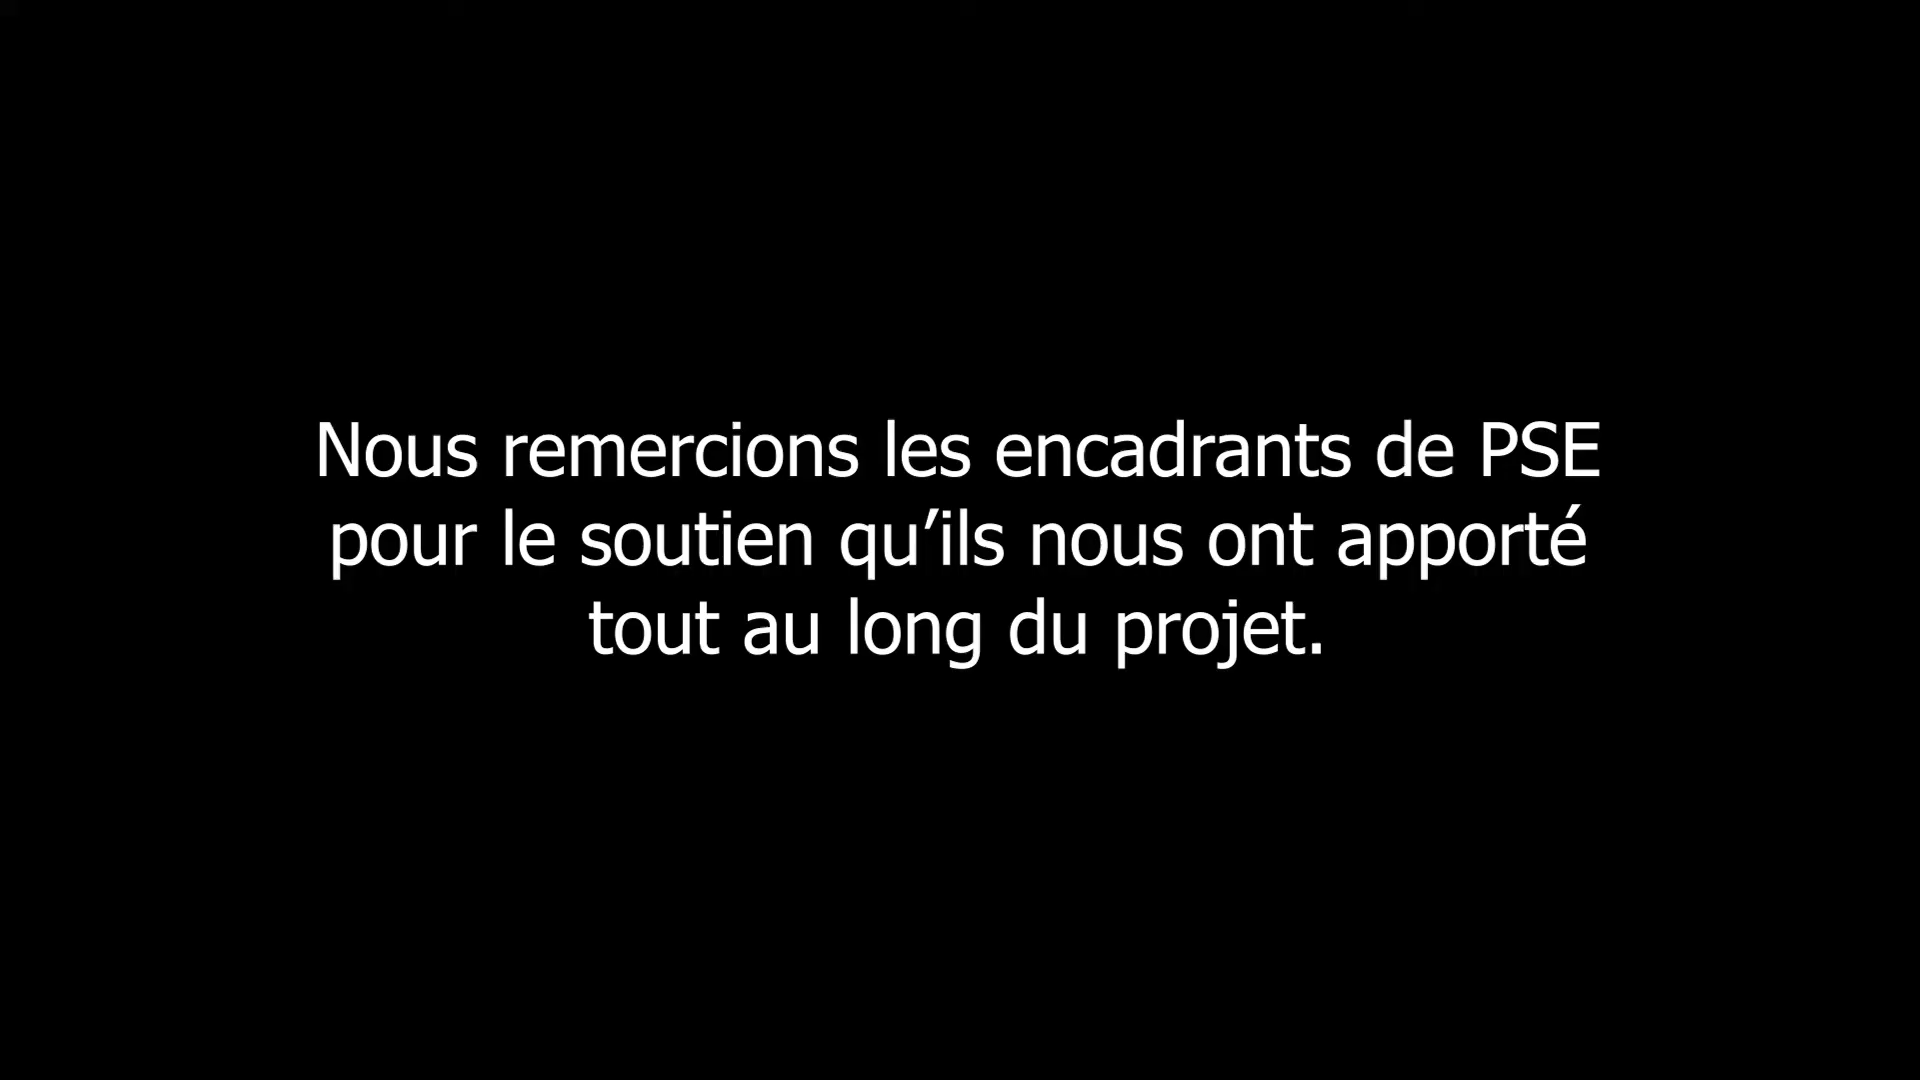 Nous remercions les encadrants de PSE
pour le soutien qu’ils nous ont apporté
tout au long du projet.